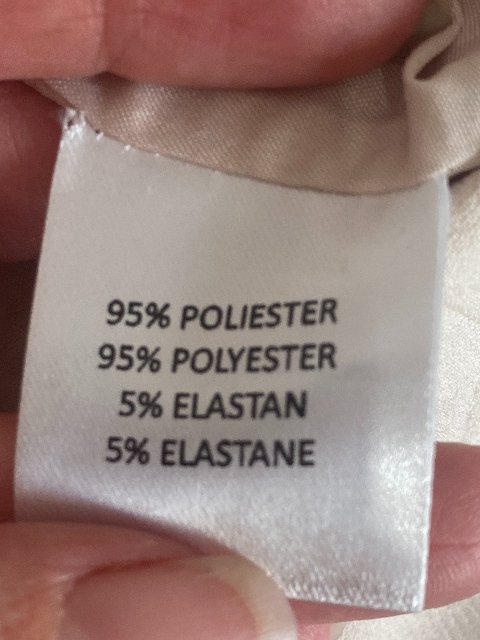 95% POLIESTER
95% POLYESTER
5% ELASTAN
5% ELASTANE